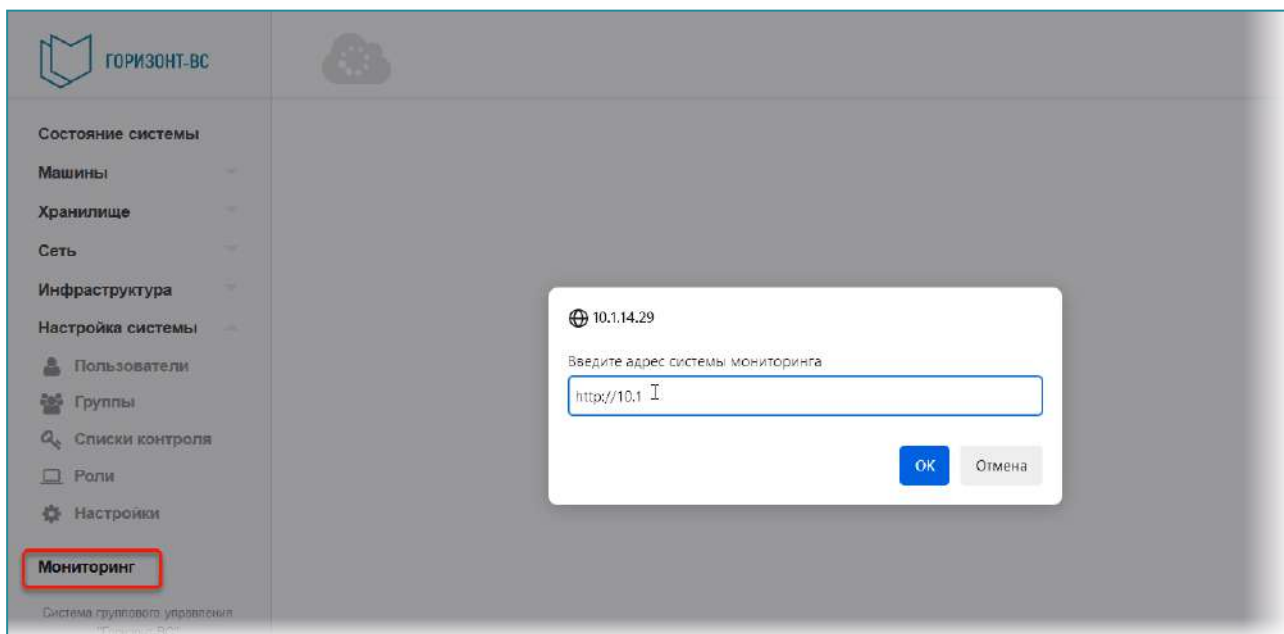 ГОРИЗОНТ-ВС
Состояние системы
Машины
Хранилище
Сеть
Инфраструктура
Настройка системы
Пользователи
Группы
Списки контроля
Роли
Настройки
Мониторинг
Система группового управления
10.1.14.29
Введите адрес системы мониторинга
http://10.1
OK
Отмена